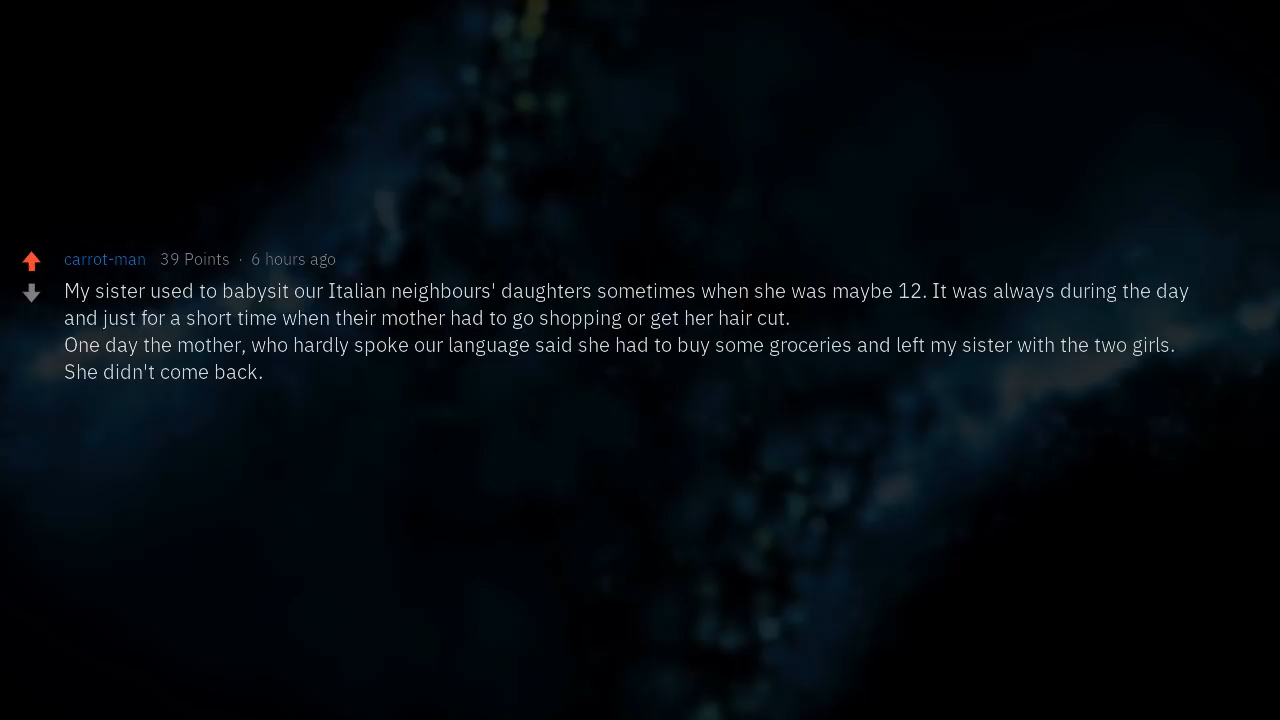 carrot-man 39 Points · 6 hours ago
My sister used to babysit our Italian neighbours' daughters sometimes when she was maybe 12. It was always during the day
and just for a short time when their mother had to go shopping or get her hair cut.
One day the mother, who hardly spoke our language said she had to buy some groceries and left my sister with the two girls.
She didn't come back.